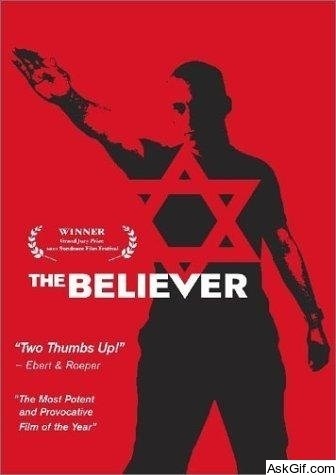 WINNER
Grand Jury Prize
2001 Sundance Film Festival
THE BELIEVER
"Two Thumbs Up!"
– Ebert & Roeper
"The Most Potent
and Provocative
Film of the Year"
AskGif.com